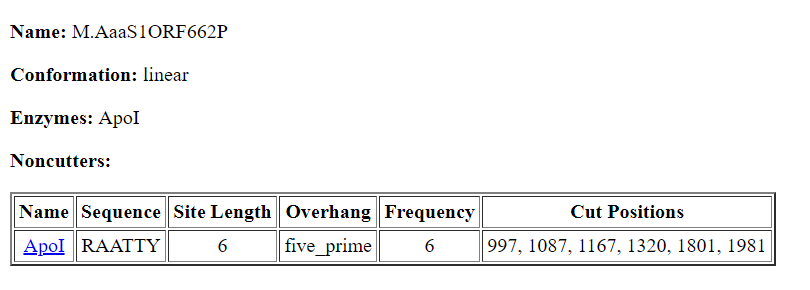 Name: M.AaaS1ORF662P
Conformation: linear
Enzymes: ApoI
Noncutters:
Name Sequence Site Length Overhang Frequency Cut Positions
ApoI RAATTY 6 five_prime 6 997, 1087, 1167, 1320, 1801, 1981